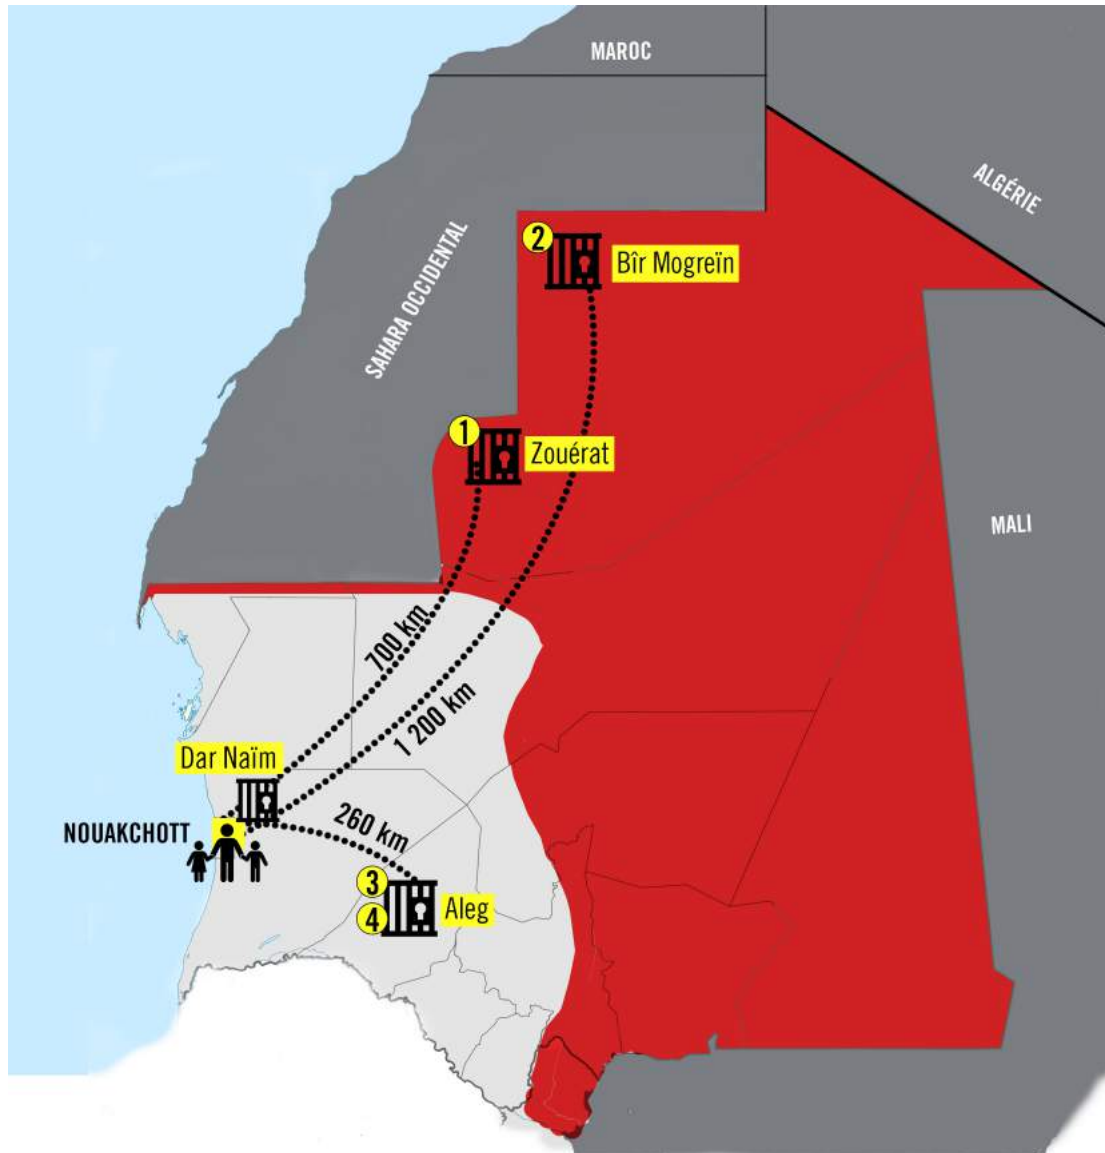 MAROC
ALGÉRIE
SAHARA OCCIDENTAL
2
Bîr Mogreïn
1
Zouérat
MALI
700 km
1 200 km
Dar Naïm
NOUAKCHOTT
260 km
3
4
Aleg